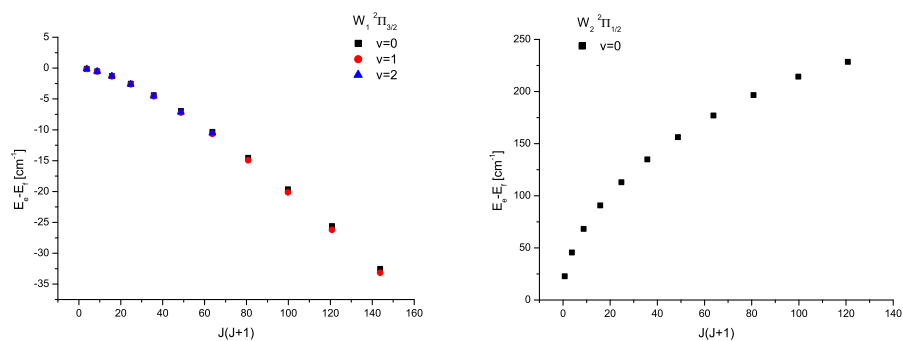 W₁ ²Π₃/₂
v=0
v=1
v=2
5
0
-5
-10
-15
-20
-25
-30
-35
Eₑ-E_f [cm⁻¹]
0 20 40 60 80 100 120 140 160
J(J+1)
W₂ ²Π₁/₂
v=0
250
200
150
100
50
0
Eₑ-E_f [cm⁻¹]
0 20 40 60 80 100 120 140
J(J+1)